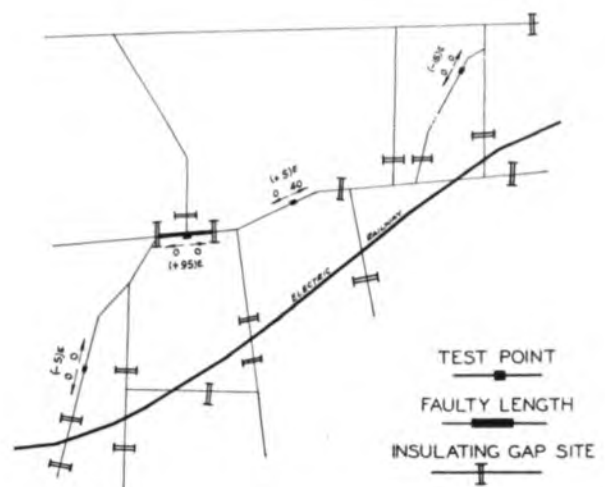 (-15)E
0 0
(+5)E
0 40
0 0
(+95)E
(-5)E
0 0
ELECTRIC RAILWAY
TEST POINT
FAULTY LENGTH
INSULATING GAP SITE